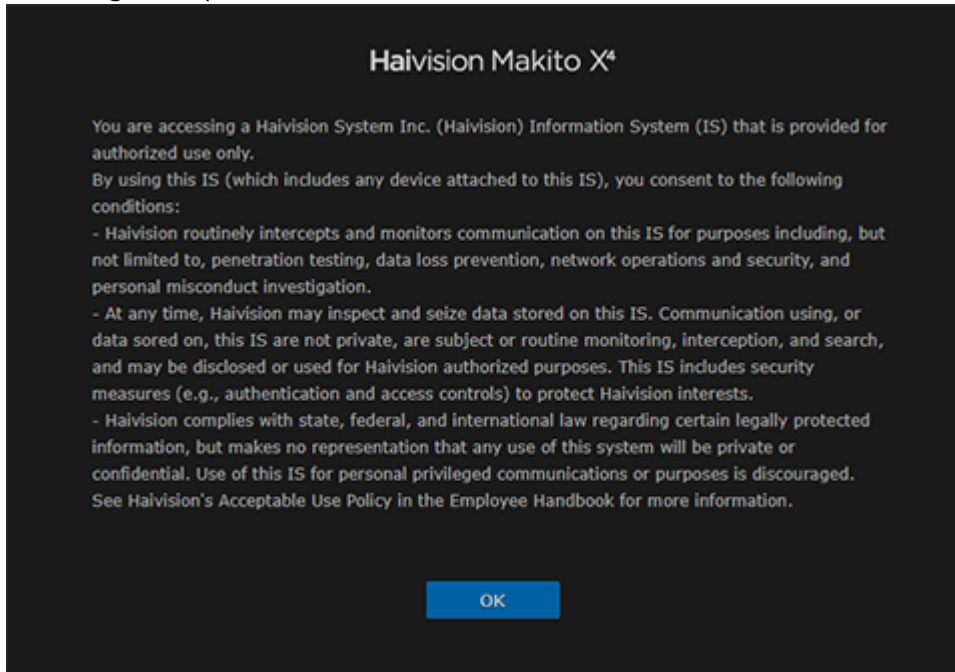 Haivision Makito X⁴
You are accessing a Haivision System Inc. (Haivision) Information System (IS) that is provided for
authorized use only.
By using this IS (which includes any device attached to this IS), you consent to the following
conditions:
- Haivision routinely intercepts and monitors communication on this IS for purposes including, but
not limited to, penetration testing, data loss prevention, network operations and security, and
personal misconduct investigation.
- At any time, Haivision may inspect and seize data stored on this IS. Communication using, or
data sored on, this IS are not private, are subject or routine monitoring, interception, and search,
and may be disclosed or used for Haivision authorized purposes. This IS includes security
measures (e.g., authentication and access controls) to protect Haivision interests.
- Haivision complies with state, federal, and international law regarding certain legally protected
information, but makes no representation that any use of this system will be private or
confidential. Use of this IS for personal privileged communications or purposes is discouraged.
See Haivision's Acceptable Use Policy in the Employee Handbook for more information.
OK